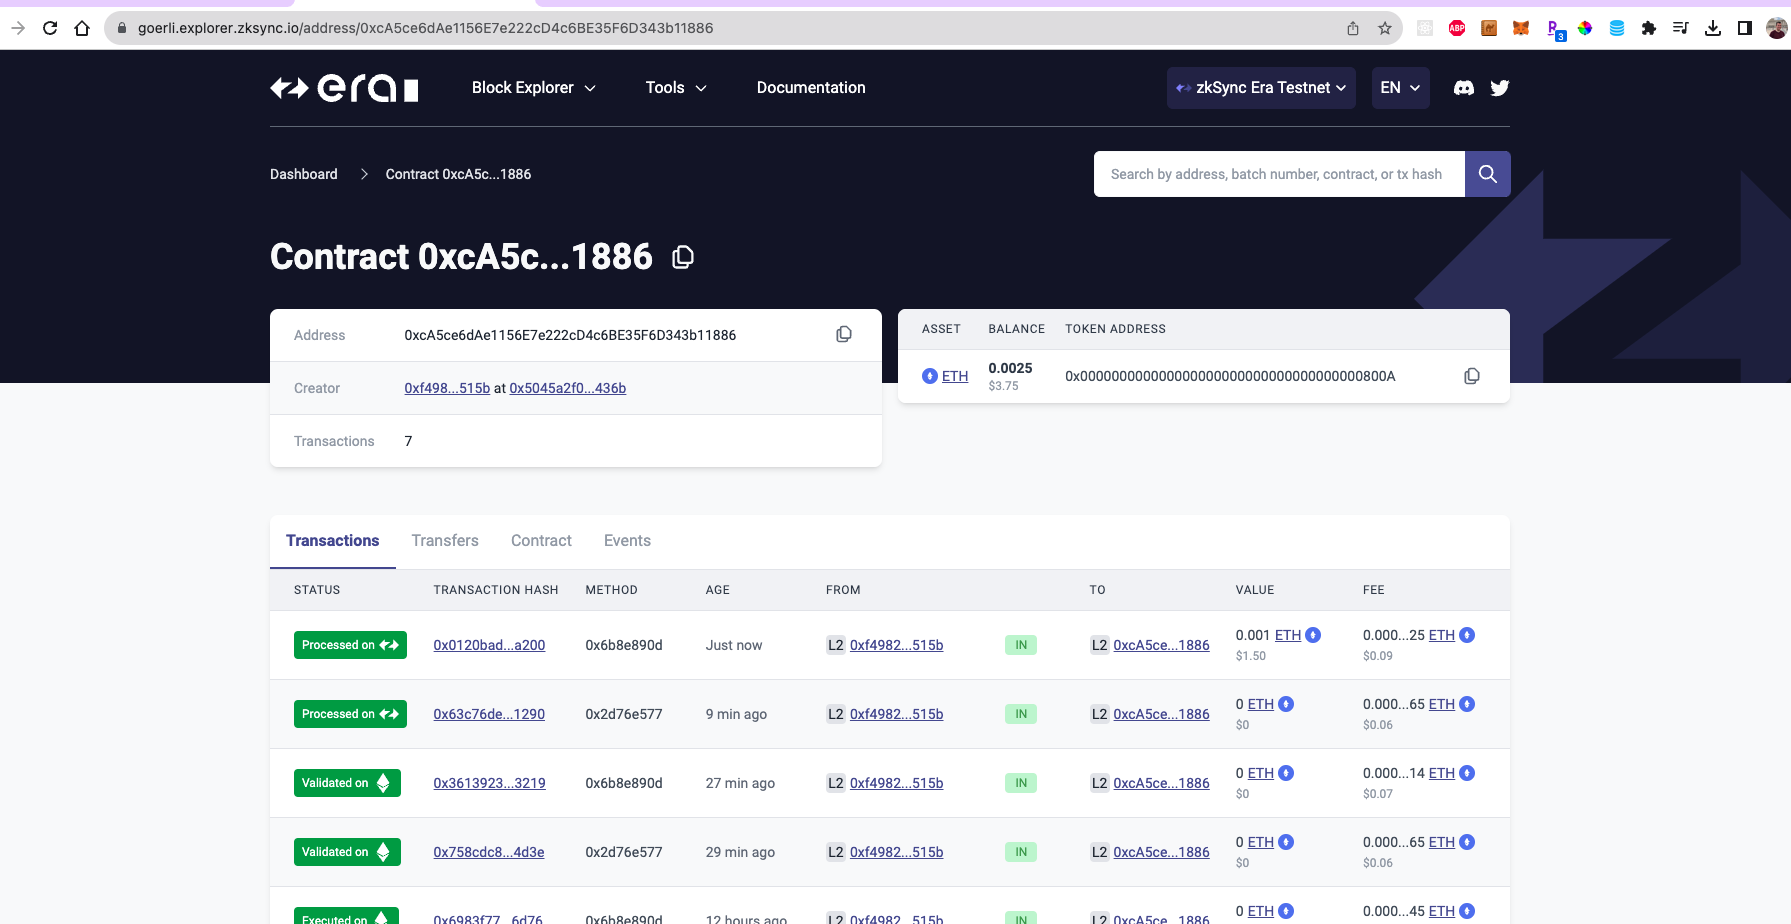 goerli.explorer.zksync.io/address/0xcA5ce6dAe1156E7e222cD4c6BE35F6D343b11886
ABP
3
era
Block Explorer
Tools
Documentation
zkSync Era Testnet
EN
Dashboard
Contract 0xcA5c...1886
Search by address, batch number, contract, or tx hash
Contract 0xcA5c...1886
Address 0xcA5ce6dAe1156E7e222cD4c6BE35F6D343b11886
Creator 0xf498...515b at 0x5045a2f0...436b
Transactions 7
ASSET BALANCE TOKEN ADDRESS
ETH 0.0025 0x000000000000000000000000000000000000800A
$3.75
Transactions Transfers Contract Events
STATUS TRANSACTION HASH METHOD AGE FROM TO VALUE FEE
Processed on 0x0120bad...a200 0x6b8e890d Just now L2 0xf4982...515b IN L2 0xcA5ce...1886 0.001 ETH 0.000...25 ETH
$1.50 $0.09
Processed on 0x63c76de...1290 0x2d76e577 9 min ago L2 0xf4982...515b IN L2 0xcA5ce...1886 0 ETH 0.000...65 ETH
$0 $0.06
Validated on 0x3613923...3219 0x6b8e890d 27 min ago L2 0xf4982...515b IN L2 0xcA5ce...1886 0 ETH 0.000...14 ETH
$0 $0.07
Validated on 0x758cdc8...4d3e 0x2d76e577 29 min ago L2 0xf4982...515b IN L2 0xcA5ce...1886 0 ETH 0.000...65 ETH
$0 $0.06
Executed on 0x6983f77...6d76 0x6b8e890d 12 hours ago L2 0xf4982...515b IN L2 0xcA5ce...1886 0 ETH 0.000...45 ETH